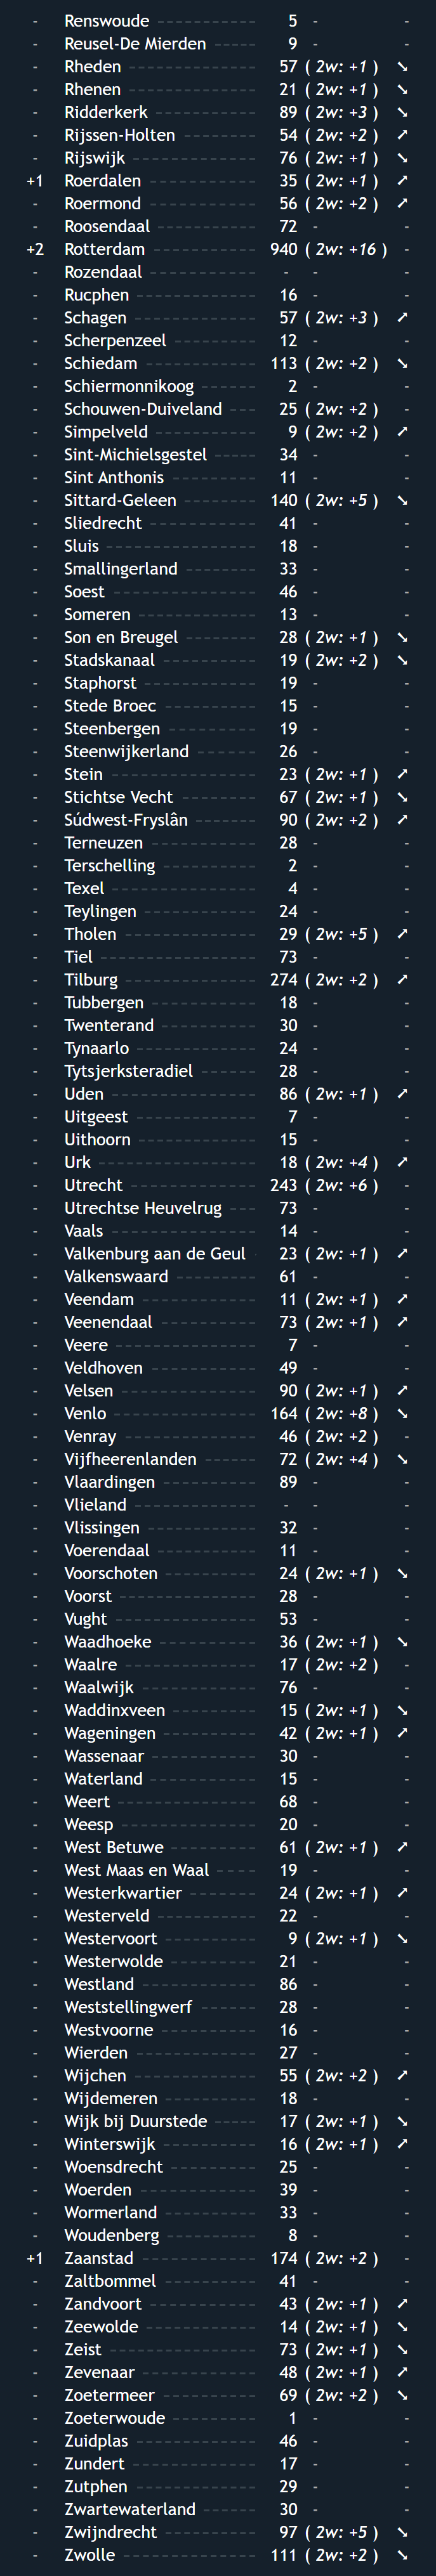 - Renswoude ------------ 5 - -
- Reusel-De Mierden ------ 9 - -
- Rheden --------------- 57 ( 2w: +1 ) ➘
- Rhenen --------------- 21 ( 2w: +1 ) ➘
- Ridderkerk ------------ 89 ( 2w: +3 ) ➘
- Rijssen-Holten ---------- 54 ( 2w: +2 ) ➚
- Rijswijk -------------- 76 ( 2w: +1 ) ➘
+1 Roerdalen ------------- 35 ( 2w: +1 ) ➚
- Roermond ------------- 56 ( 2w: +2 ) ➚
- Roosendaal ------------ 72 - -
+2 Rotterdam ------------ 940 ( 2w: +16 ) -
- Rozendaal ------------- - - -
- Rucphen -------------- 16 - -
- Schagen --------------- 57 ( 2w: +3 ) ➚
- Scherpenzeel ----------- 12 - -
- Schiedam ------------- 113 ( 2w: +2 ) ➘
- Schiermonnikoog ------- 2 - -
- Schouwen-Duiveland --- 25 ( 2w: +2 ) -
- Simpelveld ------------ 9 ( 2w: +2 ) ➚
- Sint-Michielsgestel ----- 34 - -
- Sint Anthonis ---------- 11 - -
- Sittard-Geleen --------- 140 ( 2w: +5 ) ➘
- Sliedrecht ------------- 41 - -
- Sluis ----------------- 18 - -
- Smallingerland -------- 33 - -
- Soest ---------------- 46 - -
- Someren -------------- 13 - -
- Son en Breugel --------- 28 ( 2w: +1 ) ➘
- Stadskanaal ----------- 19 ( 2w: +2 ) ➘
- Staphorst ------------- 19 - -
- Stede Broec ----------- 15 - -
- Steenbergen ----------- 19 - -
- Steenwijkerland ------- 26 - -
- Stein ---------------- 23 ( 2w: +1 ) ➚
- Stichtse Vecht --------- 67 ( 2w: +1 ) ➘
- Súdwest-Fryslân ------- 90 ( 2w: +2 ) ➚
- Terneuzen ------------- 28 - -
- Terschelling ----------- 2 - -
- Texel ---------------- 4 - -
- Teylingen ------------- 24 - -
- Tholen --------------- 29 ( 2w: +5 ) ➚
- Tiel ------------------ 73 - -
- Tilburg --------------- 274 ( 2w: +2 ) ➚
- Tubbergen ------------ 18 - -
- Twenterand ----------- 30 - -
- Tynaarlo -------------- 24 - -
- Tytsjerksteradiel ------ 28 - -
- Uden ---------------- 86 ( 2w: +1 ) ➚
- Uitgeest -------------- 7 - -
- Uithoorn ------------- 15 - -
- Urk ------------------ 18 ( 2w: +4 ) ➚
- Utrecht -------------- 243 ( 2w: +6 ) -
- Utrechtse Heuvelrug --- 73 - -
- Vaals ---------------- 14 - -
- Valkenburg aan de Geul - 23 ( 2w: +1 ) ➚
- Valkenswaard --------- 61 - -
- Veendam ------------- 11 ( 2w: +1 ) ➚
- Veenendaal ----------- 73 ( 2w: +1 ) ➚
- Veere ---------------- 7 - -
- Veldhoven ------------ 49 - -
- Velsen --------------- 90 ( 2w: +1 ) ➚
- Venlo ---------------- 164 ( 2w: +8 ) ➘
- Venray --------------- 46 ( 2w: +2 ) -
- Vijfheerenlanden ------ 72 ( 2w: +4 ) ➘
- Vlaardingen ----------- 89 - -
- Vlieland -------------- - - -
- Vlissingen ------------ 32 - -
- Voerendaal ----------- 11 - -
- Voorschoten ---------- 24 ( 2w: +1 ) ➘
- Voorst --------------- 28 - -
- Vught --------------- 53 - -
- Waadhoeke ----------- 36 ( 2w: +1 ) ➘
- Waalre --------------- 17 ( 2w: +2 ) -
- Waalwijk ------------- 76 - -
- Waddinxveen --------- 15 ( 2w: +1 ) ➘
- Wageningen ---------- 42 ( 2w: +1 ) ➚
- Wassenaar ------------ 30 - -
- Waterland ------------ 15 - -
- Weert ---------------- 68 - -
- Weesp --------------- 20 - -
- West Betuwe ---------- 61 ( 2w: +1 ) ➚
- West Maas en Waal ---- 19 - -
- Westerkwartier -------- 24 ( 2w: +1 ) ➚
- Westerveld ----------- 22 - -
- Westervoort ---------- 9 ( 2w: +1 ) ➘
- Westerwolde ---------- 21 - -
- Westland ------------- 86 - -
- Weststellingwerf ------ 28 - -
- Westvoorne ----------- 16 - -
- Wierden -------------- 27 - -
- Wijchen -------------- 55 ( 2w: +2 ) ➚
- Wijdemeren ---------- 18 - -
- Wijk bij Duurstede ----- 17 ( 2w: +1 ) ➘
- Winterswijk ----------- 16 ( 2w: +1 ) ➚
- Woensdrecht ---------- 25 - -
- Woerden ------------- 39 - -
- Wormerland ---------- 33 - -
- Woudenberg ---------- 8 - -
+1 Zaanstad ------------- 174 ( 2w: +2 ) -
- Zaltbommel ----------- 41 - -
- Zandvoort ------------ 43 ( 2w: +1 ) ➚
- Zeewolde ------------- 14 ( 2w: +1 ) ➘
- Zeist ---------------- 73 ( 2w: +1 ) ➘
- Zevenaar ------------- 48 ( 2w: +1 ) ➚
- Zoetermeer ----------- 69 ( 2w: +2 ) ➘
- Zoeterwoude ---------- 1 - -
- Zuidplas ------------- 46 - -
- Zundert -------------- 17 - -
- Zutphen -------------- 29 - -
- Zwartewaterland ------ 30 - -
- Zwijndrecht ----------- 97 ( 2w: +5 ) ➘
- Zwolle --------------- 111 ( 2w: +2 ) ➘